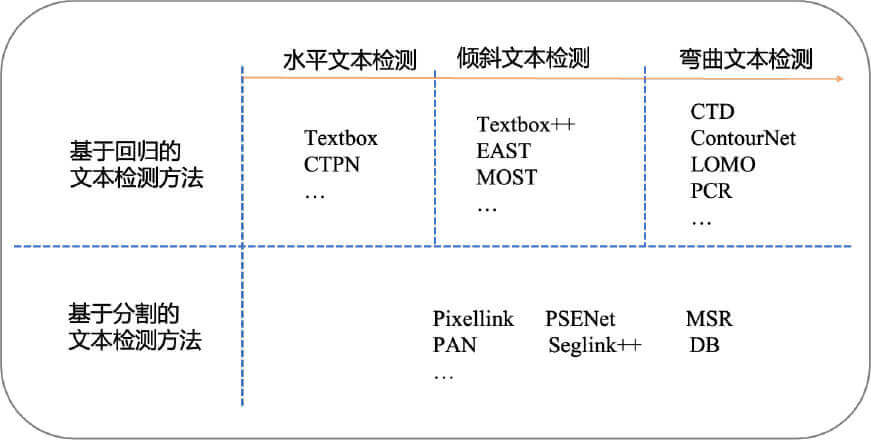 水平文本检测 倾斜文本检测 弯曲文本检测
基于回归的
文本检测方法
Textbox
CTPN
…
Textbox++
EAST
MOST
…
CTD
ContourNet
LOMO
PCR
…
基于分割的
文本检测方法
Pixellink PSENet MSR
PAN Seglink++ DB
…